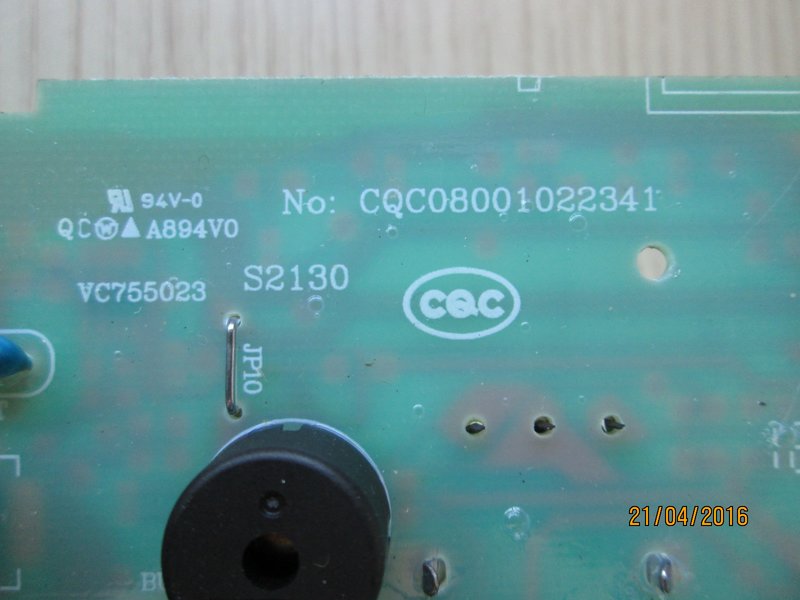 94V-0
QC W A894V0
No: CQC08001022341
VC755023
S2130
CQC
JP10
21/04/2016